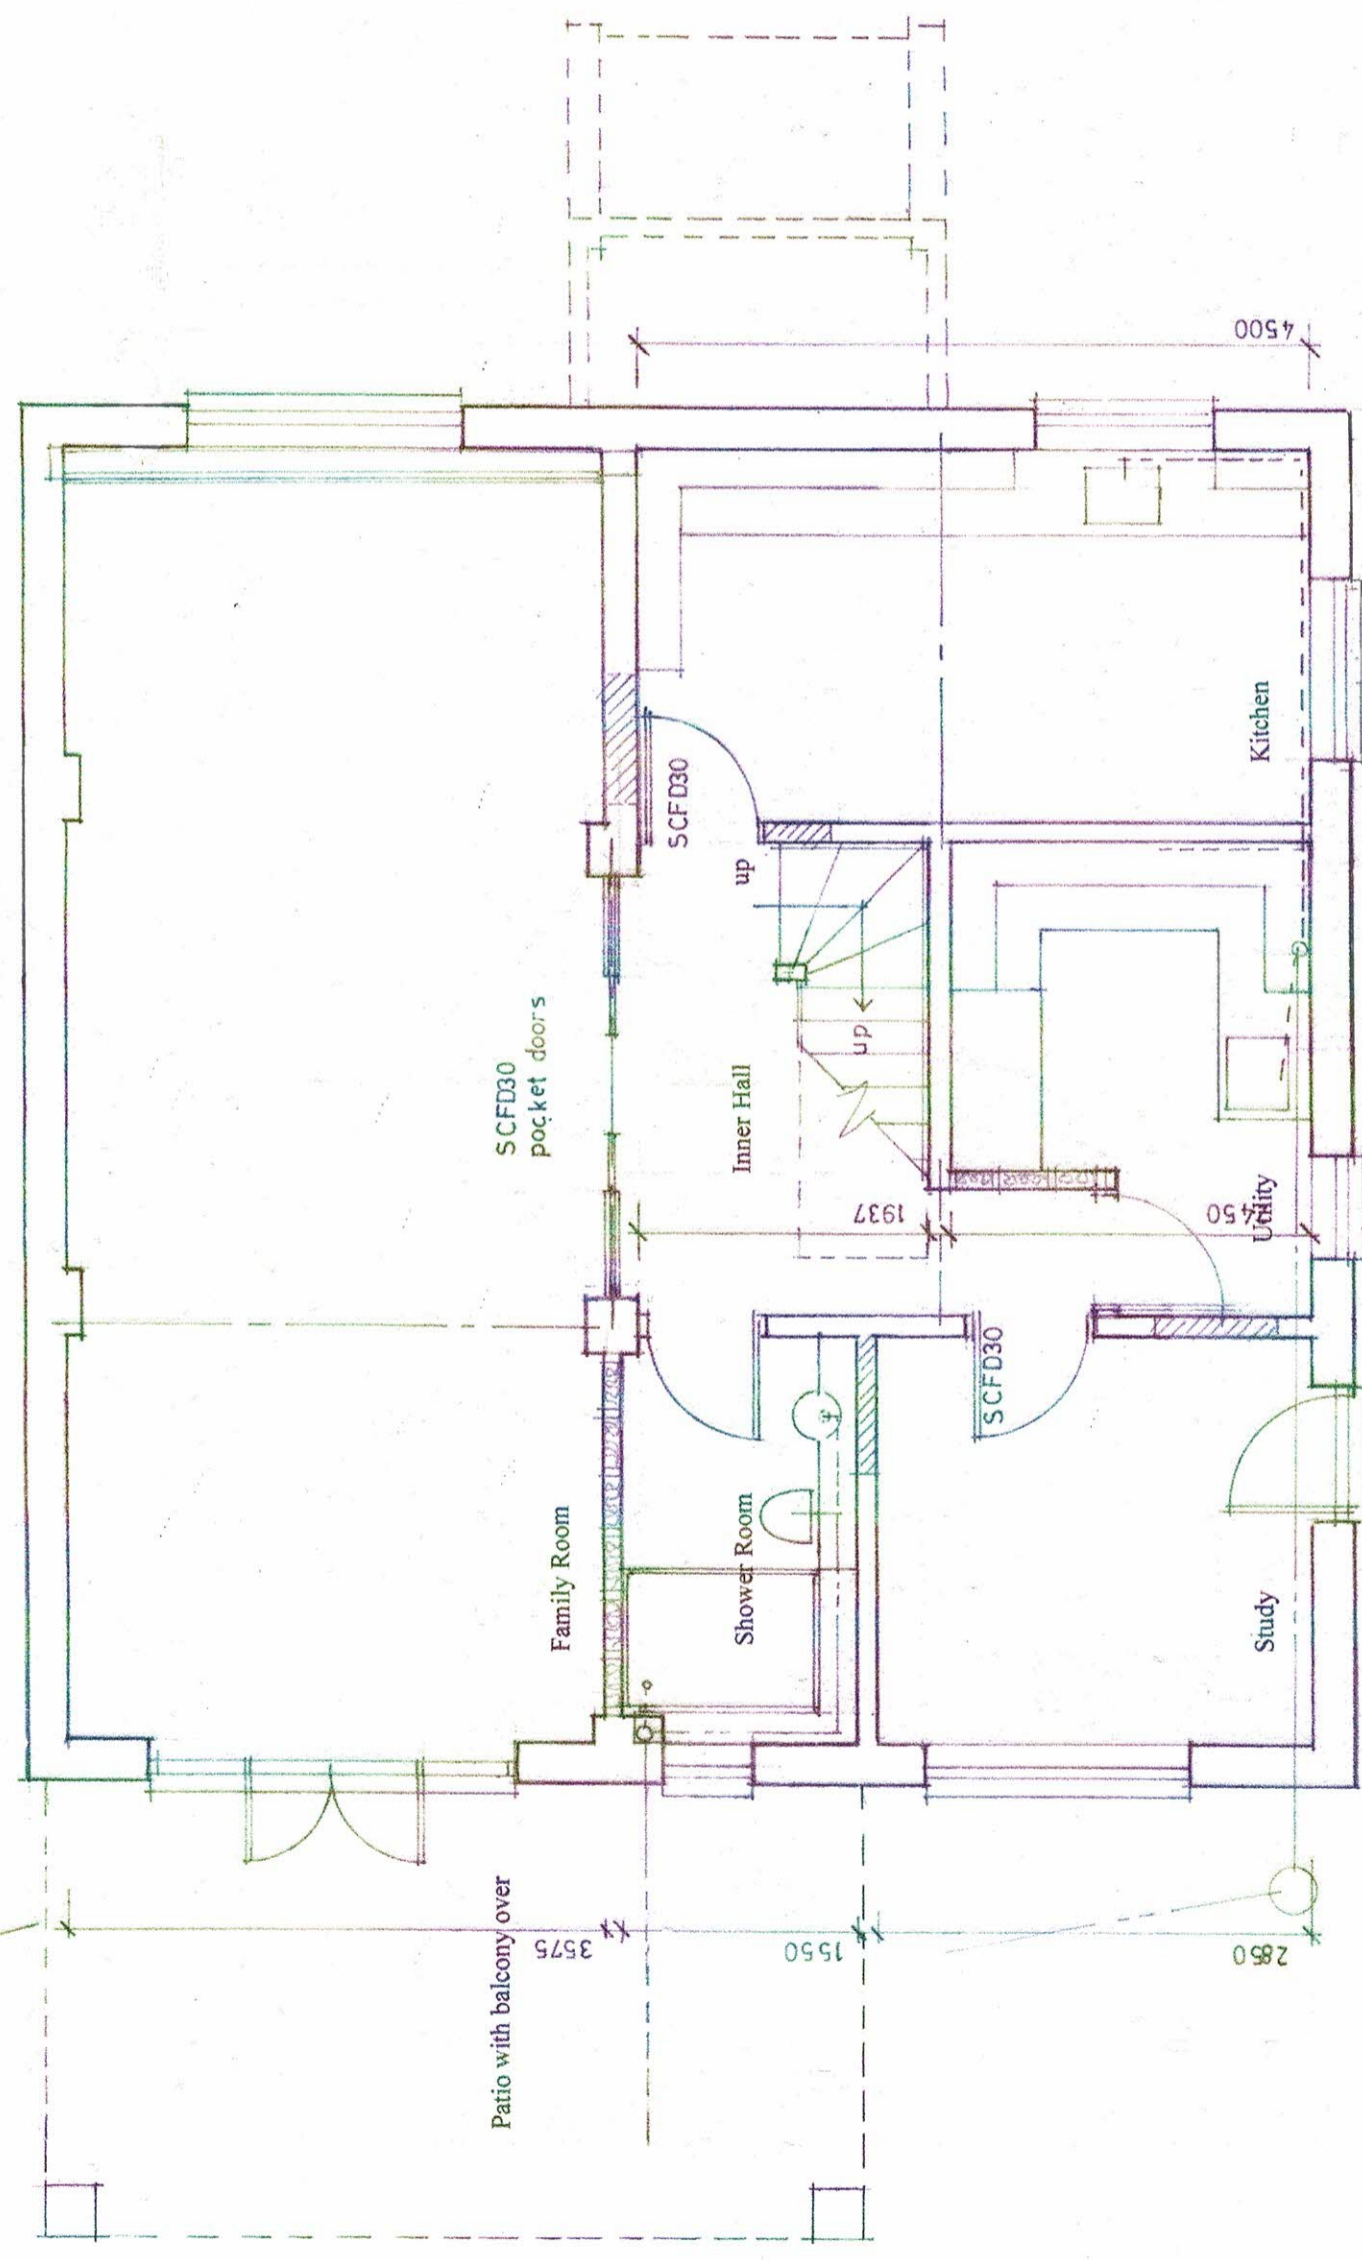 Patio with balcony over
3575
1550
2850
Family Room
Shower Room
Study
SCFD30
pocket doors
Inner Hall
1937
SCFD30
up
up
SCFD30
Utility
Kitchen
4500